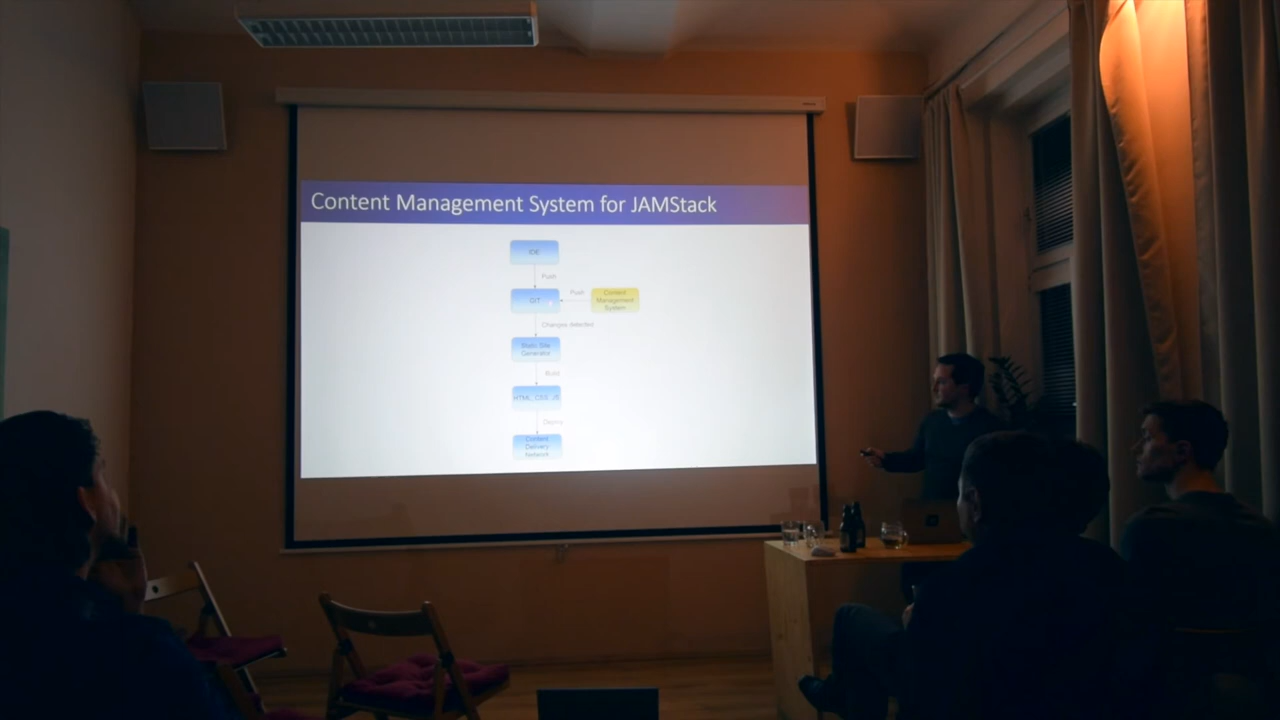 Content Management System for JAMStack
IDE
Push
GIT
Push
Content
Management
System
Changes detected
Static Site
Generator
Build
HTML, CSS, JS
Deploy
Content
Delivery
Network